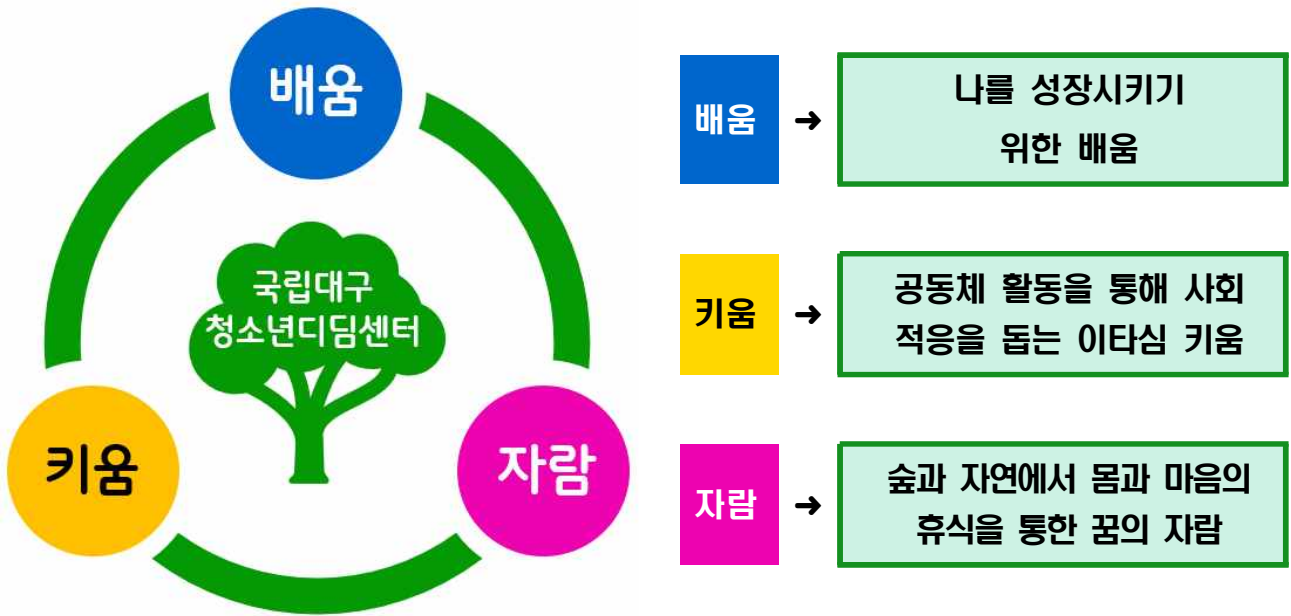 배움
국립대구
청소년디딤센터
키움
자람
배움 → 나를 성장시키기
위한 배움
키움 → 공동체 활동을 통해 사회
적응을 돕는 이타심 키움
자람 → 숲과 자연에서 몸과 마음의
휴식을 통한 꿈의 자람